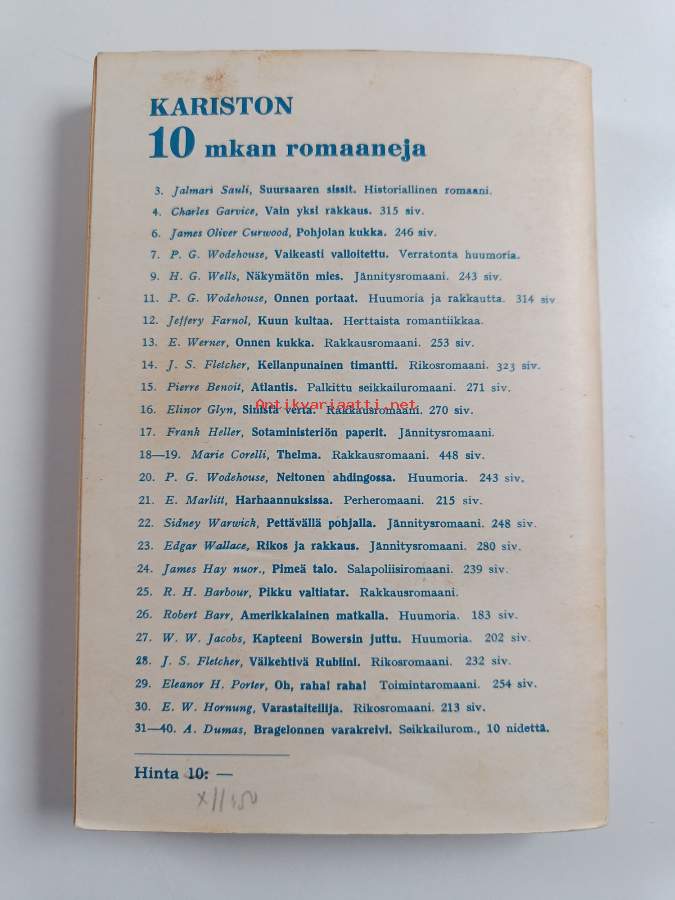 KARISTON
10 mkan romaaneja
3. Jalmari Sauli, Suursaaren sissit. Historiallinen romaani.
4. Charles Garvice, Vain yksi rakkaus. 315 siv.
6. James Oliver Curwood, Pohjolan kukka. 246 siv.
7. P. G. Wodehouse, Vaikeasti valloitettu. Verratonta huumoria.
9. H. G. Wells, Näkymätön mies. Jännitysromaani. 243 siv.
11. P. G. Wodehouse, Onnen portaat. Huumoria ja rakkautta. 314 siv
12. Jeffery Farnol, Kuun kultaa. Herttaista romantiikkaa.
13. E. Werner, Onnen kukka. Rakkausromaani. 253 siv.
14. J. S. Fletcher, Kellanpunainen timantti. Rikosromaani. 323 siv.
15. Pierre Benoit, Atlantis. Palkittu seikkailuromaani. 271 siv.
Antikvariaatti.net
16. Elinor Glyn, Sinistä verta. Rakkausromaani. 270 siv.
17. Frank Heller, Sotaministeriön paperit. Jännitysromaani.
18—19. Marie Corelli, Thelma. Rakkausromaani. 448 siv.
20. P. G. Wodehouse, Neitonen ahdingossa. Huumoria. 243 siv.
21. E. Marlitt, Harhaannuksissa. Perheromaani. 215 siv.
22. Sidney Warwich, Pettävällä pohjalla. Jännitysromaani. 248 siv.
23. Edgar Wallace, Rikos ja rakkaus. Jännitysromaani. 280 siv.
24. James Hay nuor., Pimeä talo. Salapoliisiromaani. 239 siv.
25. R. H. Barbour, Pikku valtiatar. Rakkausromaani.
26. Robert Barr, Amerikkalainen matkalla. Huumoria. 183 siv.
27. W. W. Jacobs, Kapteeni Bowersin juttu. Huumoria. 202 siv.
28. J. S. Fletcher, Välkehtivä Rubiini. Rikosromaani. 232 siv.
29. Eleanor H. Porter, Oh, raha! raha! Toimintaromaani. 254 siv.
30. E. W. Hornung, Varastaiteilija. Rikosromaani. 213 siv.
31—40. A. Dumas, Bragelonnen varakreivi. Seikkailurom., 10 nidettä.
Hinta 10: —